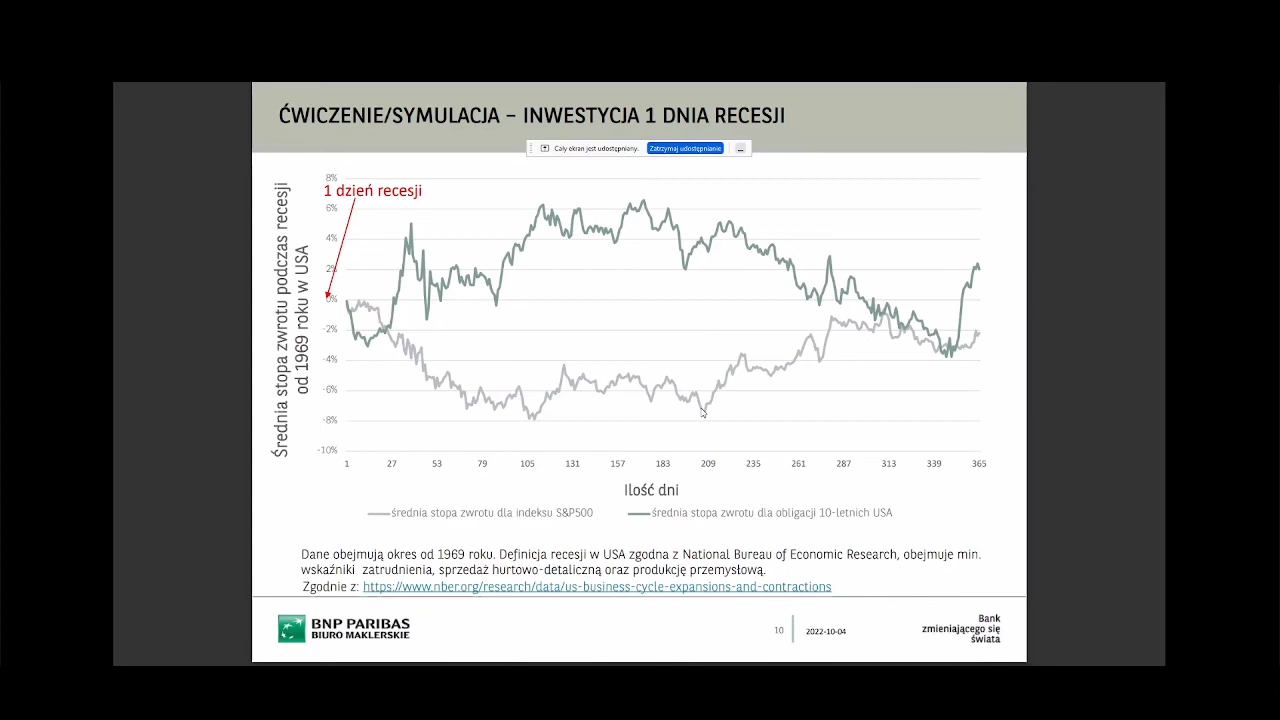 ĆWICZENIE/SYMULACJA – INWESTYCJA 1 DNIA RECESJI
Cały ekran jest udostępniany.
Zatrzymaj udostępnianie
Średnia stopa zwrotu podczas recesji
od 1969 roku w USA
1 dzień recesji
8%
6%
4%
2%
0%
-2%
-4%
-6%
-8%
-10%
1 27 53 79 105 131 157 183 209 235 261 287 313 339 365
Ilość dni
średnia stopa zwrotu dla indeksu S&P500
średnia stopa zwrotu dla obligacji 10-letnich USA
Dane obejmują okres od 1969 roku. Definicja recesji w USA zgodna z National Bureau of Economic Research, obejmuje min.
wskaźniki zatrudnienia, sprzedaż hurtowo-detaliczną oraz produkcję przemysłową.
Zgodnie z: https://www.nber.org/research/data/us-business-cycle-expansions-and-contractions
BNP PARIBAS
BIURO MAKLERSKIE
10
2022-10-04
Bank
zmieniającego się
świata